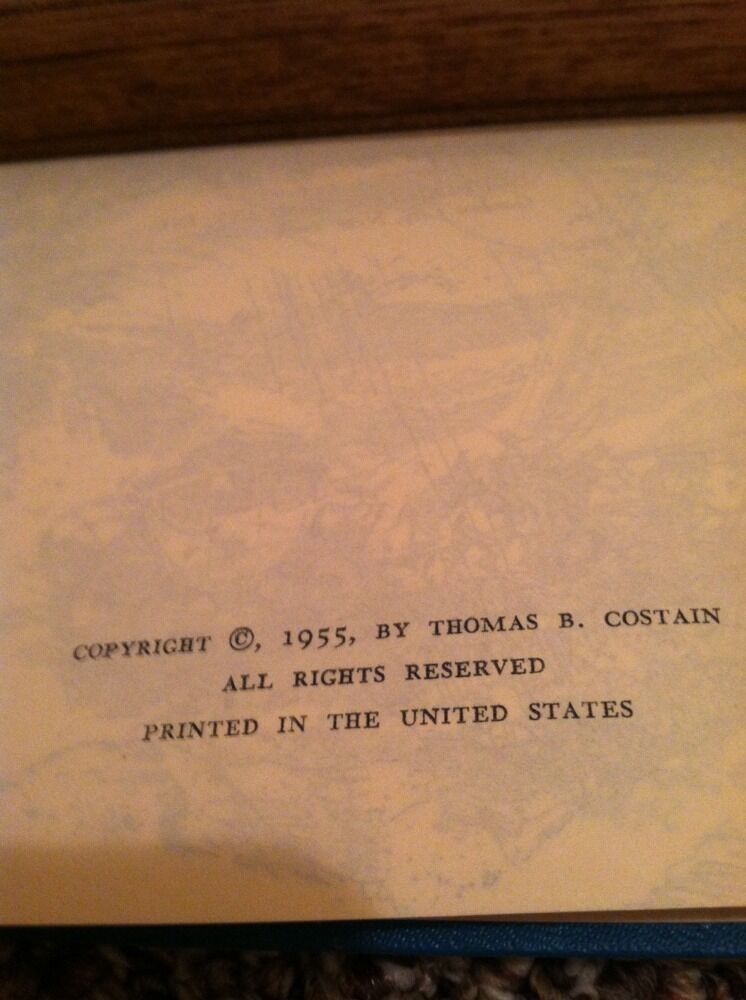 COPYRIGHT ©, 1955, BY THOMAS B. COSTAIN
ALL RIGHTS RESERVED
PRINTED IN THE UNITED STATES